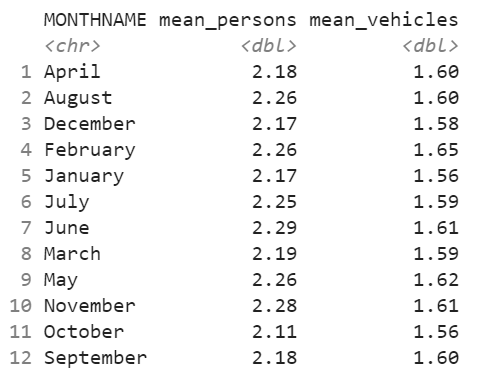 MONTHNAME mean_persons mean_vehicles
<chr> <dbl> <dbl>
1 April 2.18 1.60
2 August 2.26 1.60
3 December 2.17 1.58
4 February 2.26 1.65
5 January 2.17 1.56
6 July 2.25 1.59
7 June 2.29 1.61
8 March 2.19 1.59
9 May 2.26 1.62
10 November 2.28 1.61
11 October 2.11 1.56
12 September 2.18 1.60